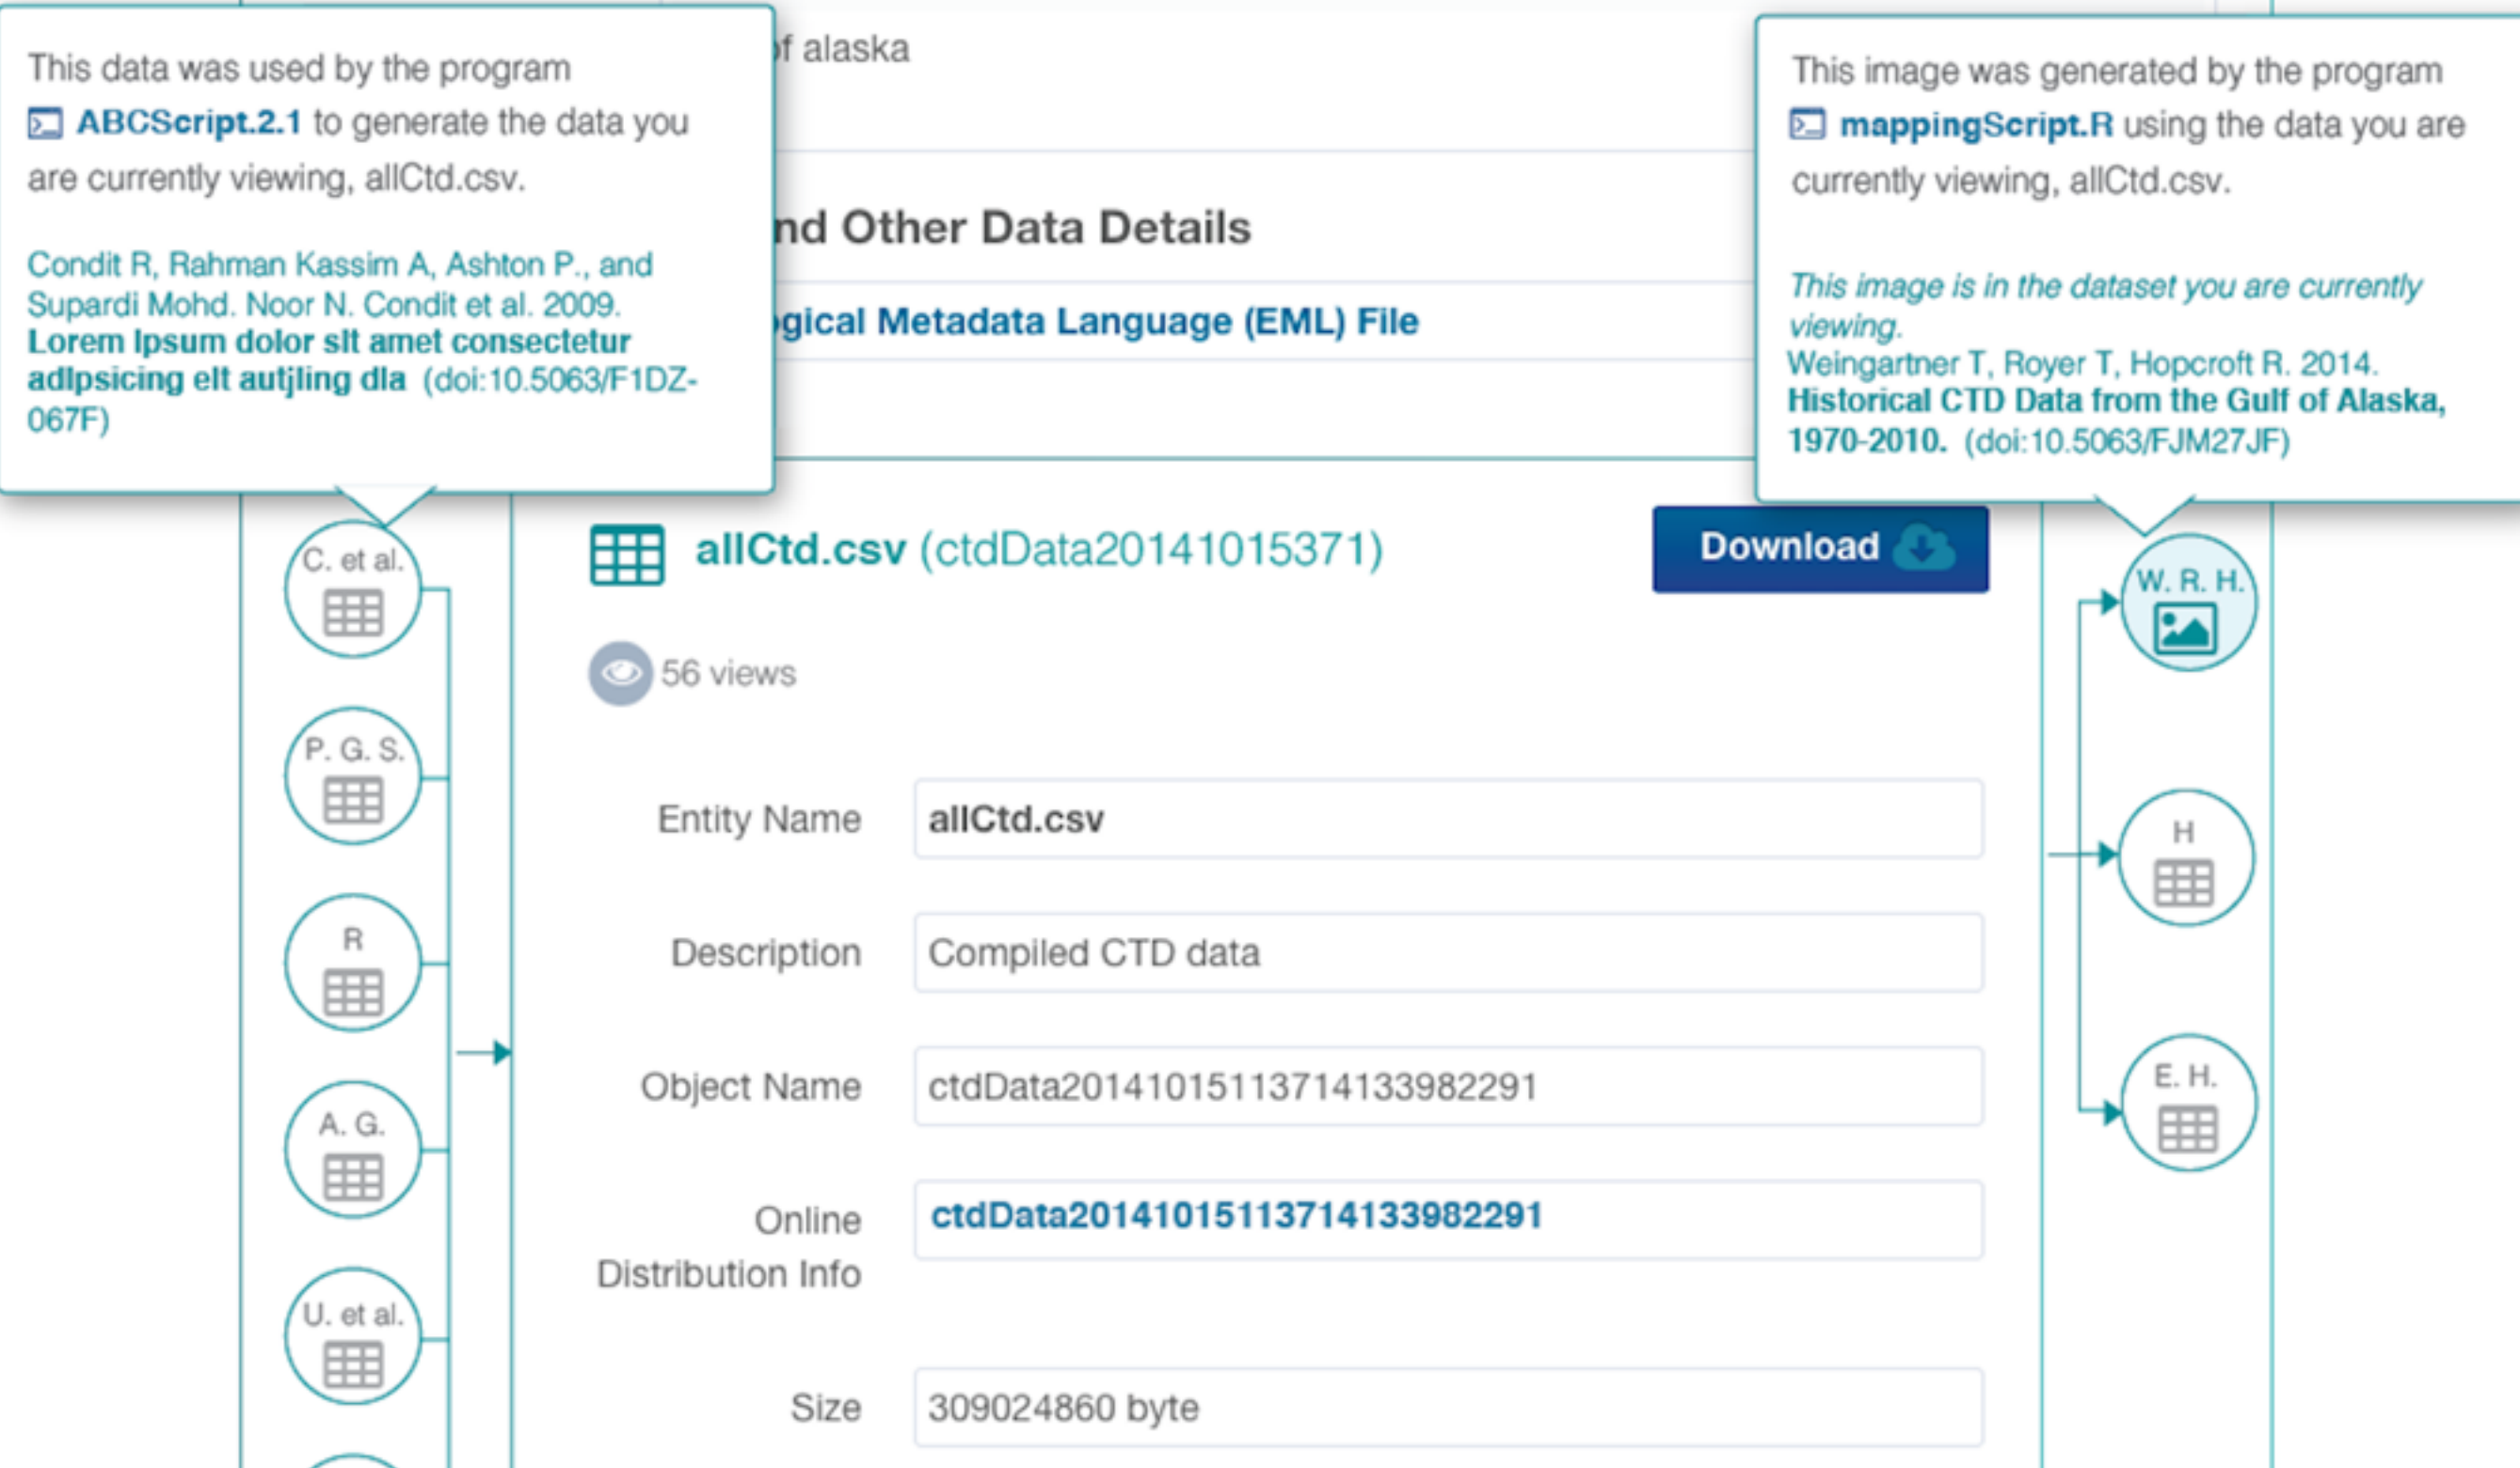 This data was used by the program
ABCScript.2.1 to generate the data you
are currently viewing, allCtd.csv.
Condit R, Rahman Kassim A, Ashton P., and
Supardi Mohd. Noor N. Condit et al. 2009.
Lorem Ipsum dolor sit amet consectetur
adipsicing elt autjling dla (doi:10.5063/F1DZ-
067F)
of alaska
nd Other Data Details
ogical Metadata Language (EML) File
This image was generated by the program
mappingScript.R using the data you are
currently viewing, allCtd.csv.
This image is in the dataset you are currently
viewing.
Weingartner T, Royer T, Hopcroft R. 2014.
Historical CTD Data from the Gulf of Alaska,
1970-2010. (doi:10.5063/FJM27JF)
C. et al.
P. G. S.
R
A. G.
U. et al.
allCtd.csv (ctdData20141015371)
Download
56 views
Entity Name allCtd.csv
Description Compiled CTD data
Object Name ctdData20141015113714133982291
Online ctdData20141015113714133982291
Distribution Info
Size 309024860 byte
W. R. H.
H
E. H.